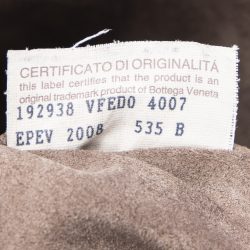 CERTIFICATO DI ORIGINALITÁ
this label certifies that the product is an
original trademark product of Bottega Veneta
192938 VFEDO 4007
EPEV 2008 535 B